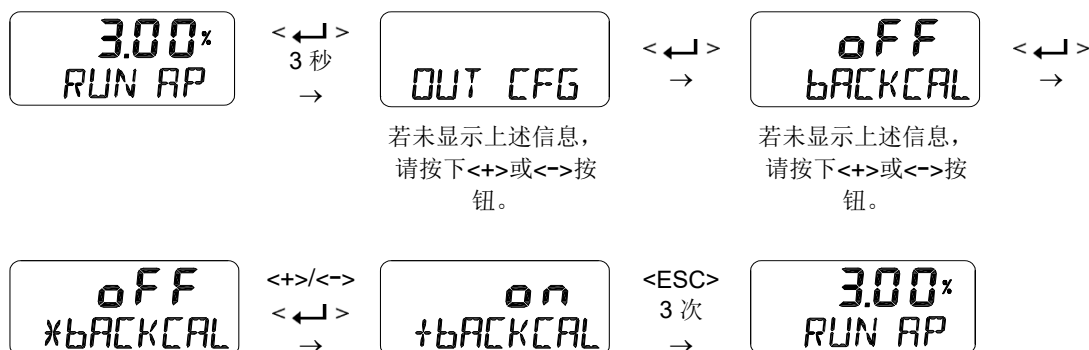 3.00%
RUN AP
<↵>
3 秒
→
OUT CFG
若未显示上述信息，
请按下<+>或<->按
钮。
<↵>
→
oFF
bACKCAL
若未显示上述信息，
请按下<+>或<->按
钮。
<↵>
→
oFF
*bACKCAL
<+>/<->
<↵>
→
on
+bACKCAL
<ESC>
3 次
→
3.00%
RUN AP